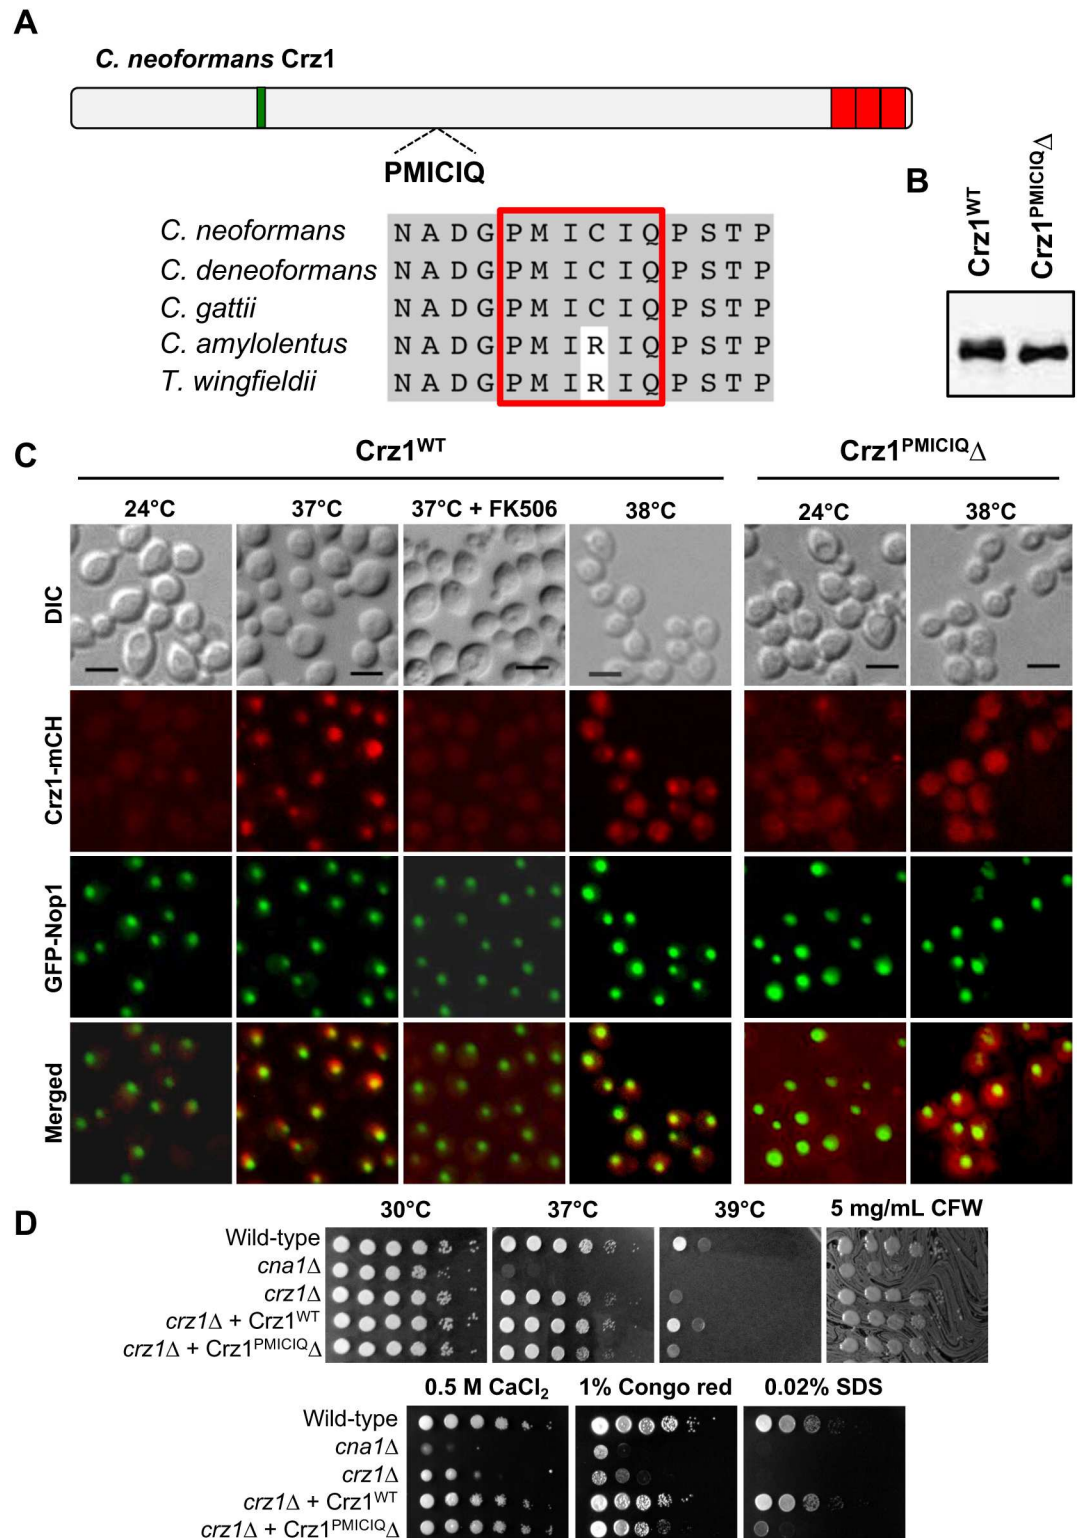 A
C. neoformans Crz1
PMICIQ
C. neoformans NADGPMICIQPSTP
C. deneoformans NADGPMICIQPSTP
C. gattii NADGPMICIQPSTP
C. amylolentus NADGPMIRIQPSTP
T. wingfieldii NADGPMIRIQPSTP
B
Crz1WT
Crz1PMICIQΔ
C
Crz1WT Crz1PMICIQΔ
24°C 37°C 37°C + FK506 38°C 24°C 38°C
DIC
Crz1-mCH
GFP-Nop1
Merged
D
30°C 37°C 39°C 5 mg/mL CFW
Wild-type
cna1Δ
crz1Δ
crz1Δ + Crz1WT
crz1Δ + Crz1PMICIQΔ
0.5 M CaCl2 1% Congo red 0.02% SDS
Wild-type
cna1Δ
crz1Δ
crz1Δ + Crz1WT
crz1Δ + Crz1PMICIQΔ